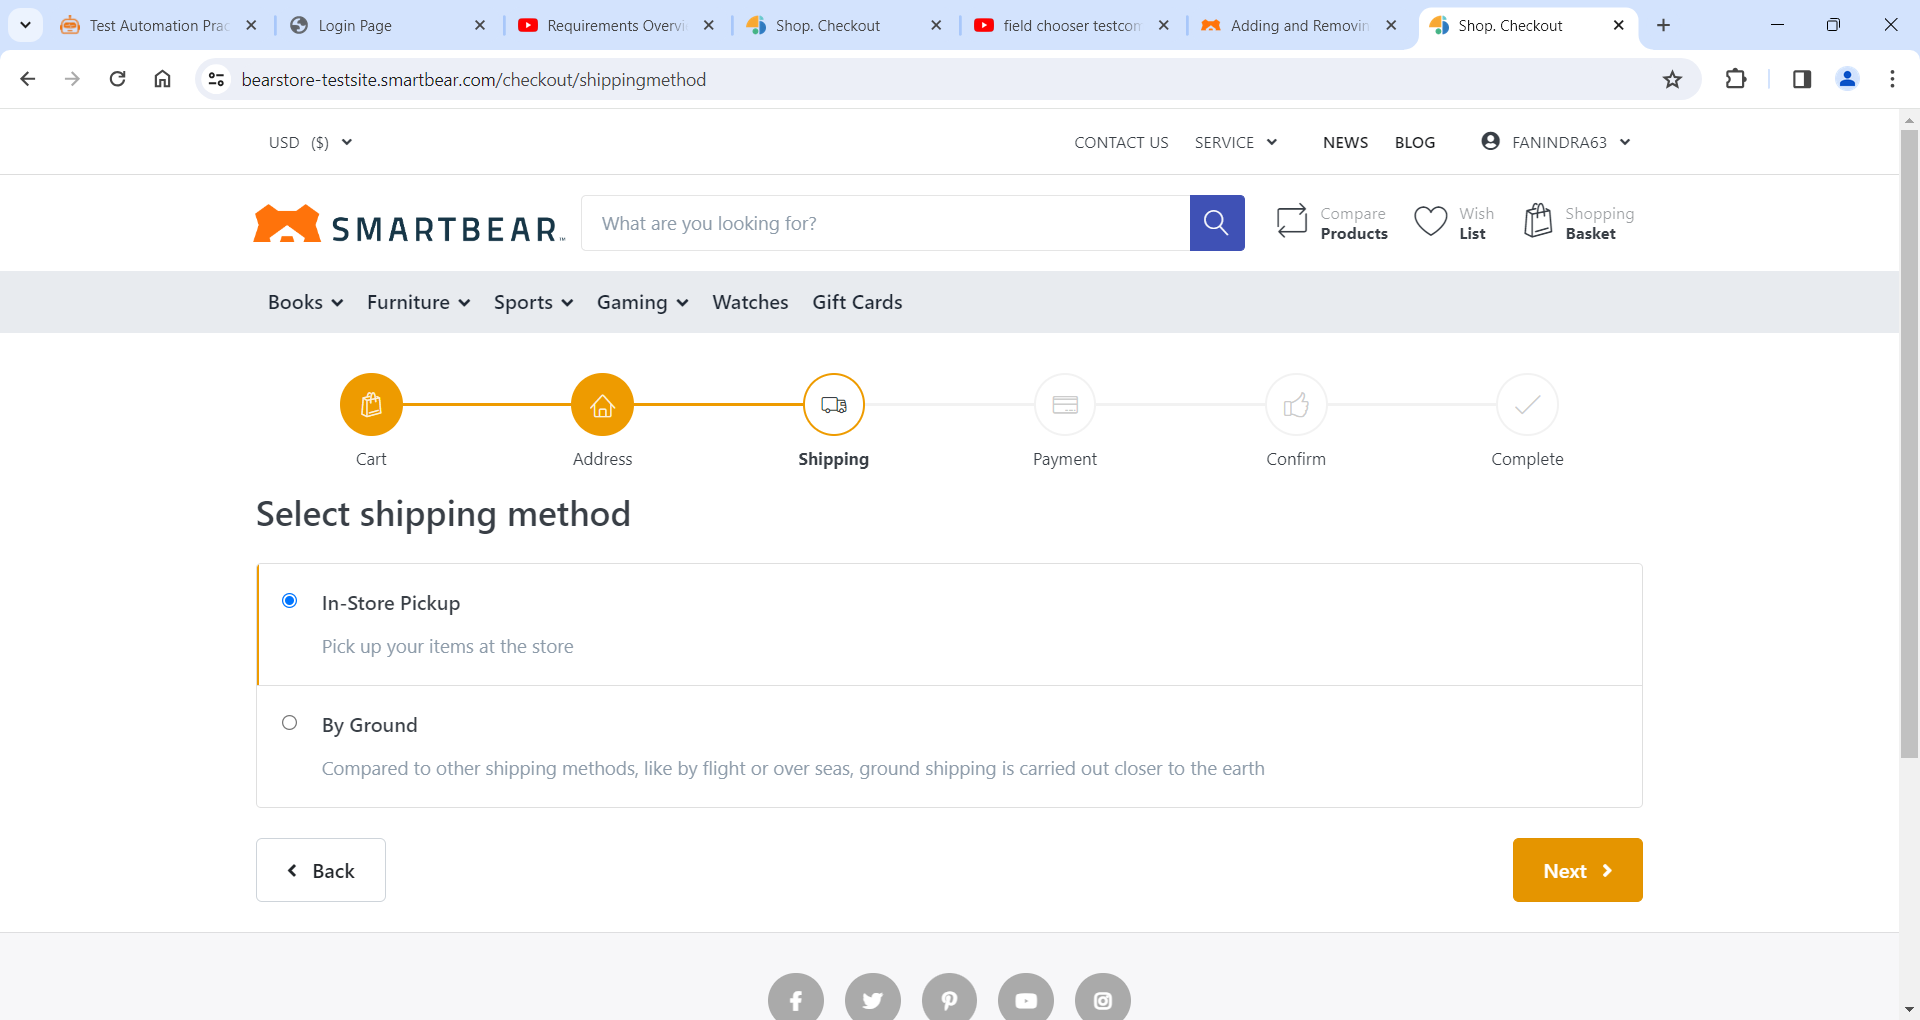 Test Automation Prac
Login Page
Requirements Overvi
Shop. Checkout
field chooser testcom
Adding and Removin
Shop. Checkout
bearstore-testsite.smartbear.com/checkout/shippingmethod
USD ($)
CONTACT US
SERVICE
NEWS
BLOG
FANINDRA63
SMARTBEAR
What are you looking for?
Compare
Products
Wish
List
Shopping
Basket
Books
Furniture
Sports
Gaming
Watches
Gift Cards
Cart
Address
Shipping
Payment
Confirm
Complete
Select shipping method
In-Store Pickup
Pick up your items at the store
By Ground
Compared to other shipping methods, like by flight or over seas, ground shipping is carried out closer to the earth
Back
Next